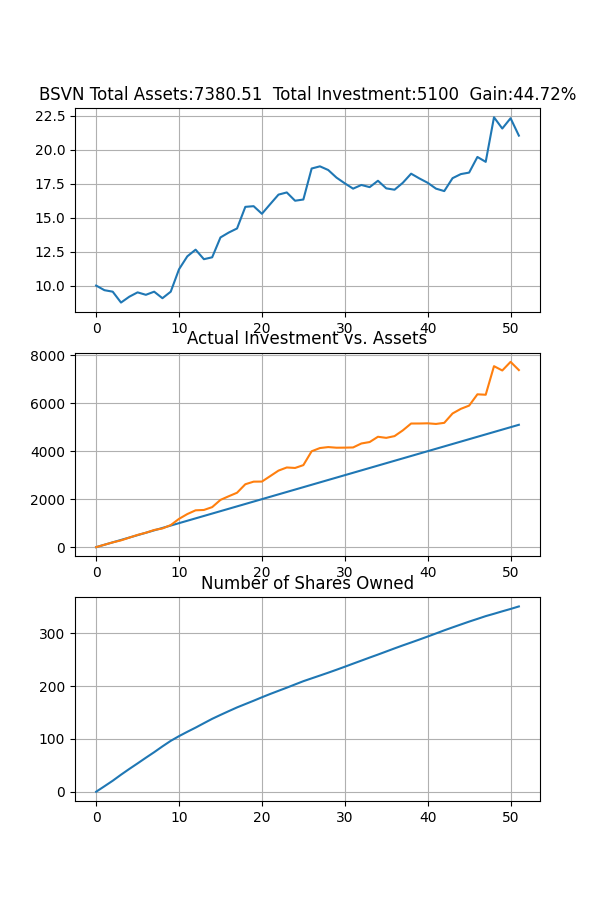 BSVN Total Assets:7380.51  Total Investment:5100  Gain:44.72%
22.5
20.0
17.5
15.0
12.5
10.0
0 10 20 30 40 50
Actual Investment vs. Assets
8000
6000
4000
2000
0
0 10 20 30 40 50
Number of Shares Owned
300
200
100
0
0 10 20 30 40 50